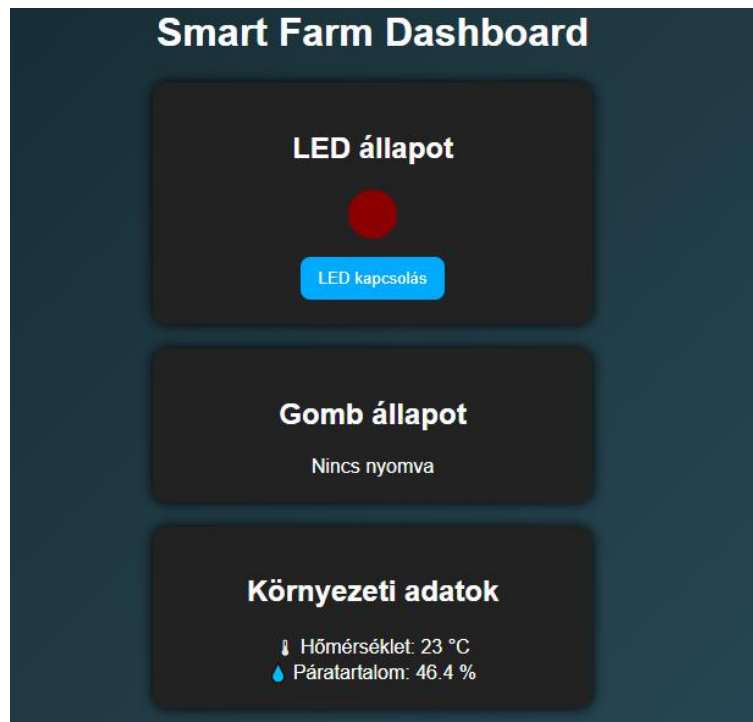 Smart Farm Dashboard
LED állapot
LED kapcsolás
Gomb állapot
Nincs nyomva
Környezeti adatok
🌡 Hőmérséklet: 23 °C
💧 Páratartalom: 46.4 %